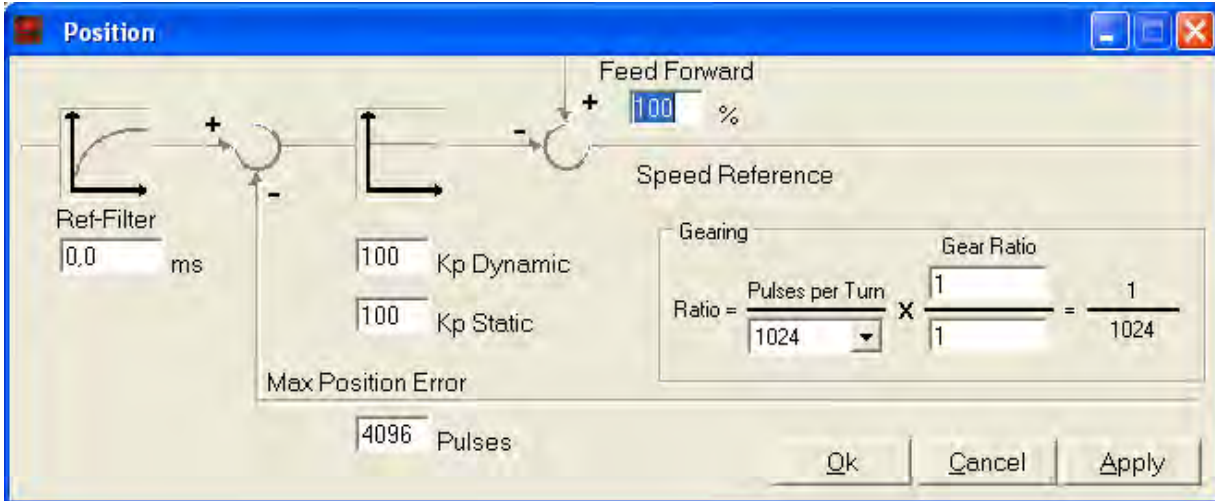 Position
Feed Forward
+
100 %
+
-
Speed Reference
-
Ref-Filter
0,0 ms
100 Kp Dynamic
100 Kp Static
Gearing
Gear Ratio
Ratio = Pulses per Turn X 1 = 1
1024 1 1024
Max Position Error
4096 Pulses
Ok Cancel Apply